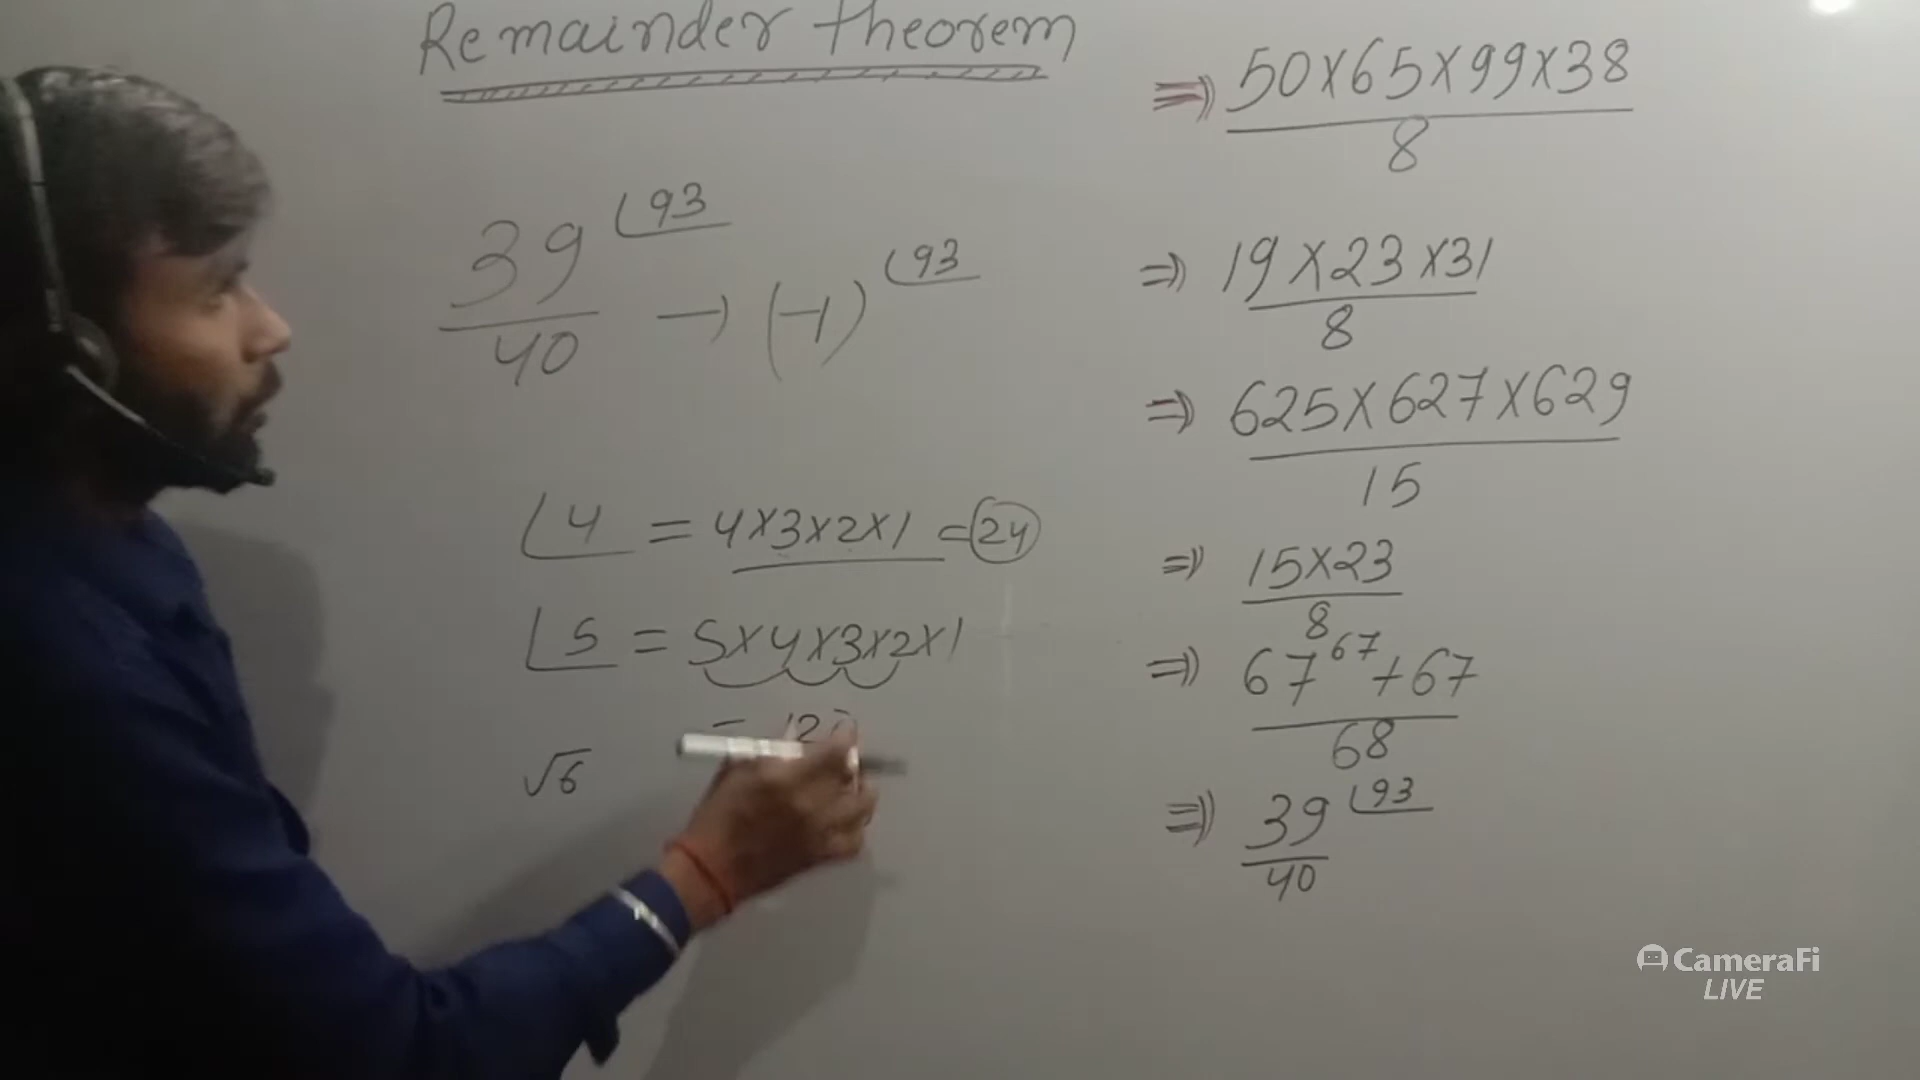 Remainder theorem
39^⌊93
40 → (-1)^⌊93
⌊4 = 4×3×2×1 = 24
⌊5 = 5×4×3×2×1
= 12
√6
⇒ 50×65×99×38
8
⇒ 19×23×31
8
⇒ 625×627×629
15
⇒ 15×23
8
⇒ 67^67+67
68
⇒ 39^⌊93
40
CameraFi
LIVE